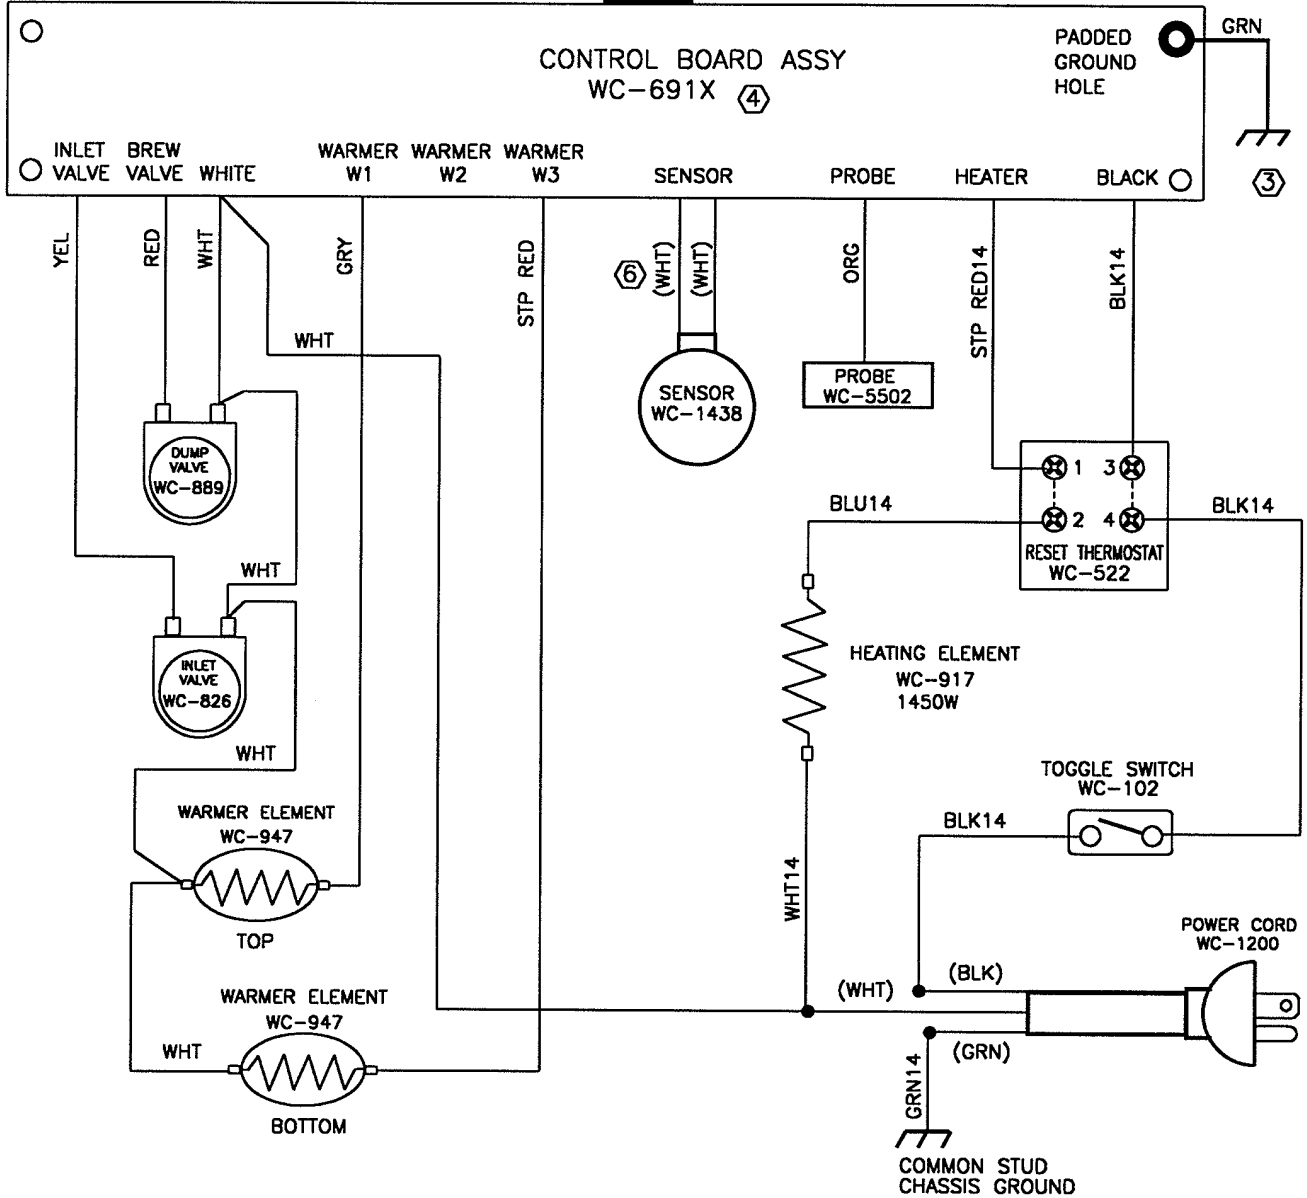 CONTROL BOARD ASSY
WC-691X 4
PADDED
GROUND
HOLE
GRN
3
INLET
VALVE
BREW
VALVE
WHITE
WARMER
W1
WARMER
W2
WARMER
W3
SENSOR
PROBE
HEATER
BLACK
YEL
RED
WHT
GRY
STP RED
6
(WHT)
(WHT)
ORG
STP RED14
BLK14
WHT
SENSOR
WC-1438
PROBE
WC-5502
DUMP
VALVE
WC-889
1 3
2 4
RESET THERMOSTAT
WC-522
BLU14
BLK14
WHT
INLET
VALVE
WC-826
WHT
HEATING ELEMENT
WC-917
1450W
TOGGLE SWITCH
WC-102
BLK14
WARMER ELEMENT
WC-947
TOP
WHT14
POWER CORD
WC-1200
(WHT)
(BLK)
(GRN)
GRN14
WARMER ELEMENT
WC-947
WHT
BOTTOM
COMMON STUD
CHASSIS GROUND